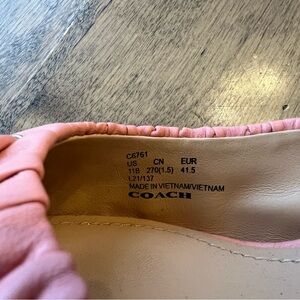 C6761
US CN EUR
11B 270(1.5) 41.5
L21/137
MADE IN VIETNAM/VIETNAM
COACH